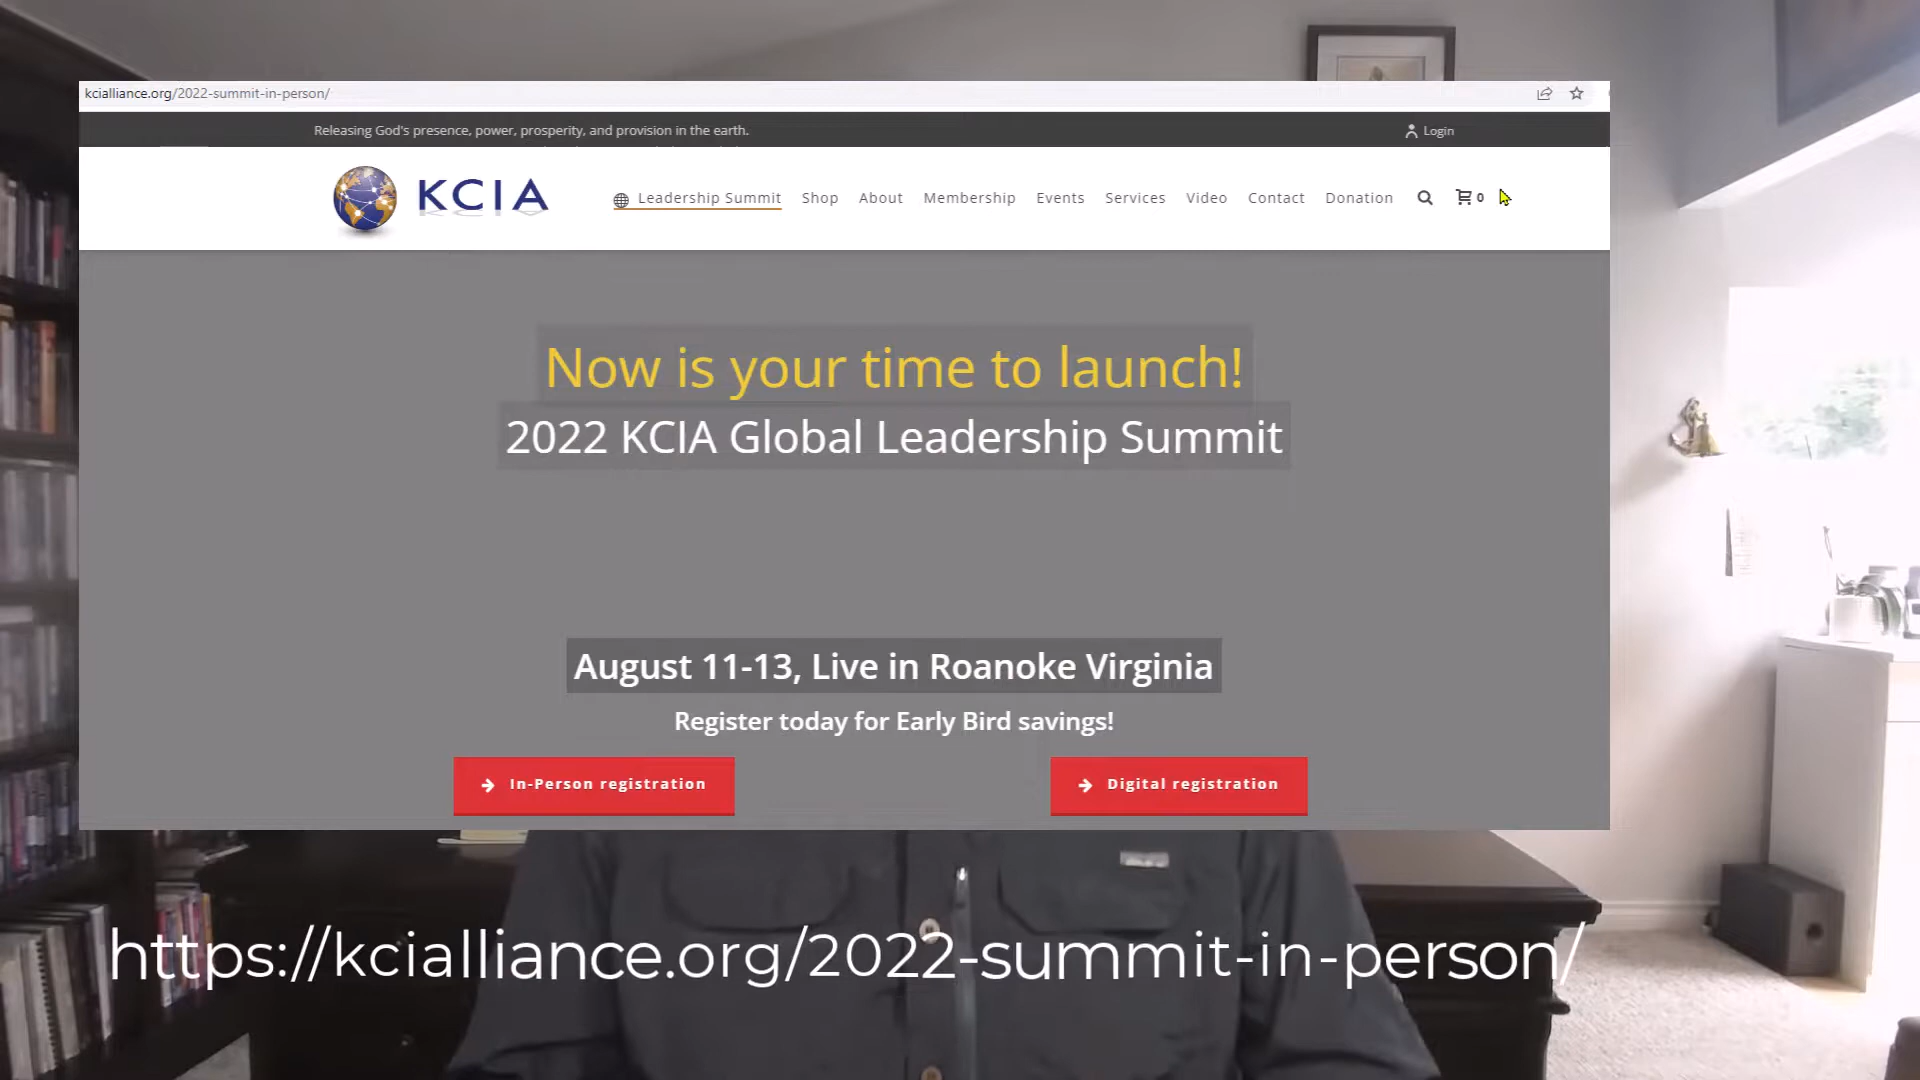 kcialliance.org/2022-summit-in-person/
Releasing God's presence, power, prosperity, and provision in the earth.
Login
KCIA
Leadership Summit Shop About Membership Events Services Video Contact Donation 0
Now is your time to launch!
2022 KCIA Global Leadership Summit
August 11-13, Live in Roanoke Virginia
Register today for Early Bird savings!
In-Person registration
Digital registration
https://kcialliance.org/2022-summit-in-person/